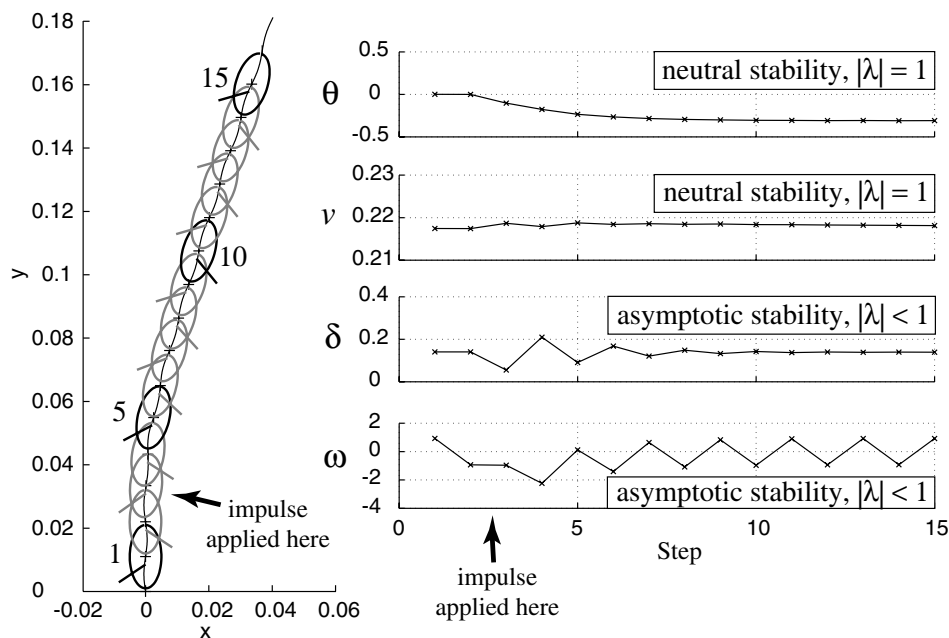 0.18
0.16
0.14
0.12
0.1
0.08
0.06
0.04
0.02
0
y
-0.02
0
0.02
0.04
0.06
x
15
10
5
1
impulse
applied here
θ
0.5
0
-0.5
neutral stability, |λ| = 1
v
0.23
0.22
0.21
neutral stability, |λ| = 1
δ
0.4
0.2
0
asymptotic stability, |λ| < 1
ω
2
0
-2
-4
asymptotic stability, |λ| < 1
0
5
10
15
Step
impulse
applied here